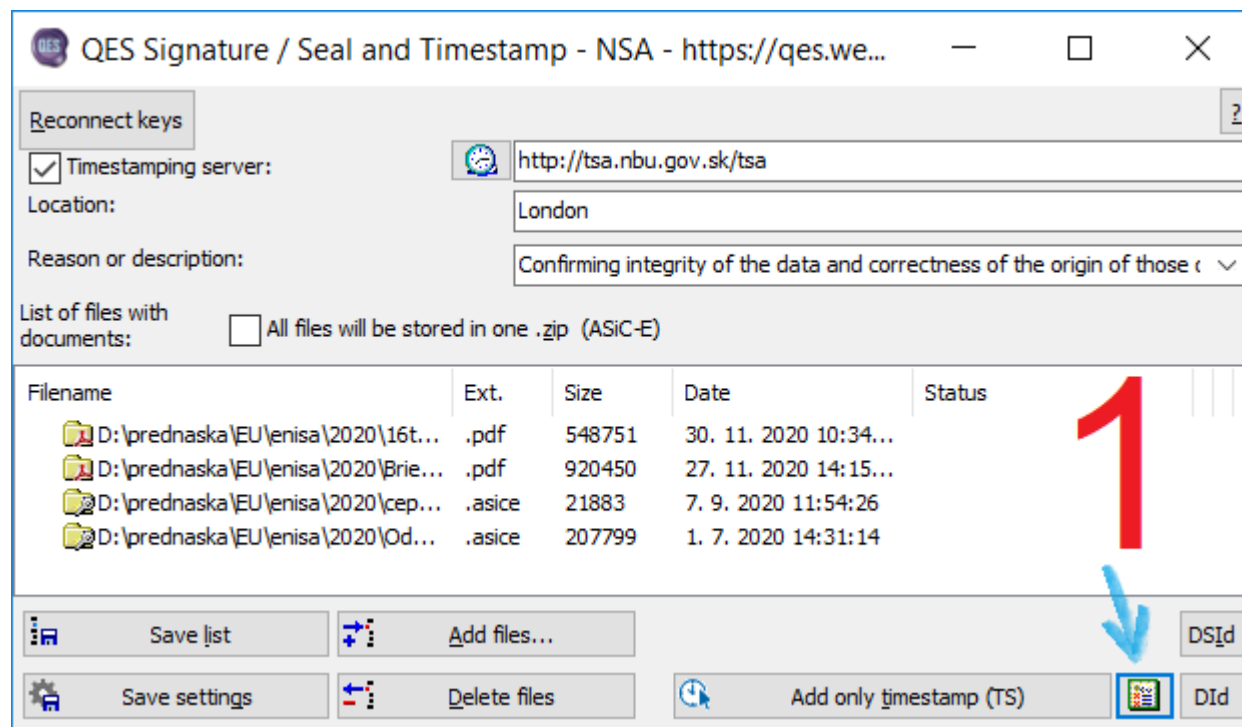 QES Signature / Seal and Timestamp - NSA - https://qes.we...
Reconnect keys
?
Timestamping server:
http://tsa.nbu.gov.sk/tsa
Location:
London
Reason or description:
Confirming integrity of the data and correctness of the origin of those
List of files with
documents:
All files will be stored in one .zip (ASiC-E)
Filename Ext. Size Date Status
D:\prednaska\EU\enisa\2020\16t... .pdf 548751 30. 11. 2020 10:34...
D:\prednaska\EU\enisa\2020\Brie... .pdf 920450 27. 11. 2020 14:15...
D:\prednaska\EU\enisa\2020\cep... .asice 21883 7. 9. 2020 11:54:26
D:\prednaska\EU\enisa\2020\Od... .asice 207799 1. 7. 2020 14:31:14
1
Save list Add files... DSId
Save settings Delete files Add only timestamp (TS) DId